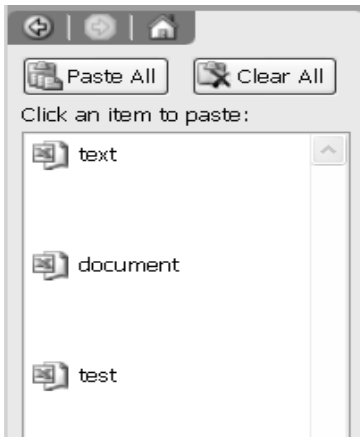 Paste All Clear All
Click an item to paste:
text
document
test